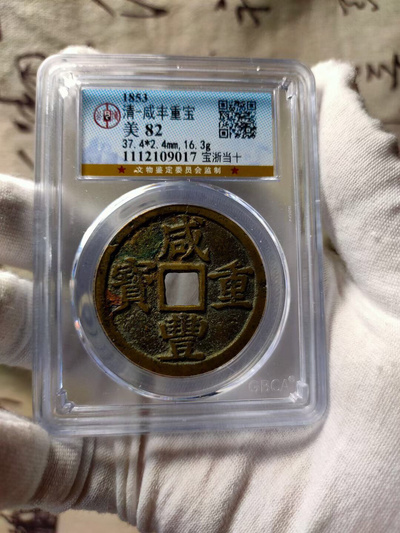 1853
清-咸丰重宝
美 82
37.4*2.4mm,16.3g
1112109017 宝浙当十
★文物鉴定委员会监制
咸
豐
重
寶
GBCA